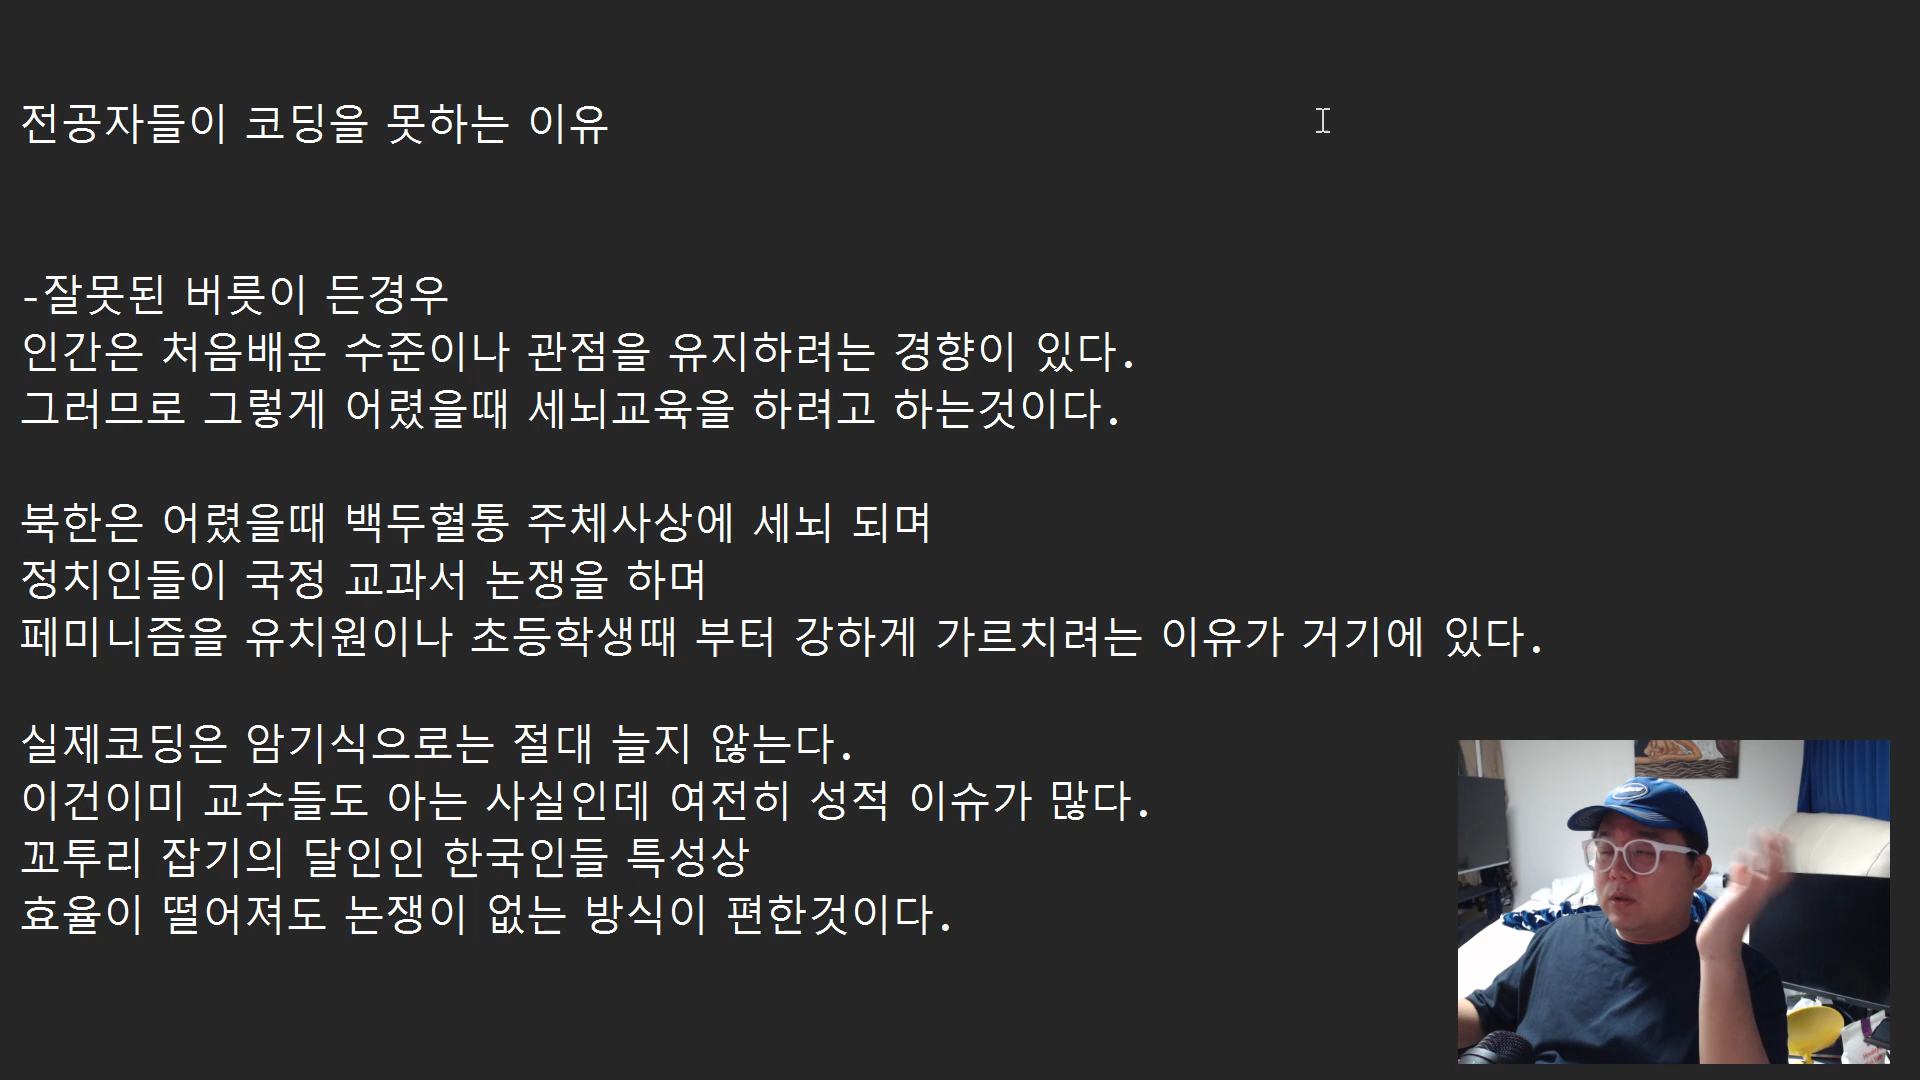 전공자들이 코딩을 못하는 이유
-잘못된 버릇이 든경우
인간은 처음배운 수준이나 관점을 유지하려는 경향이 있다.
그러므로 그렇게 어렸을때 세뇌교육을 하려고 하는것이다.
북한은 어렸을때 백두혈통 주체사상에 세뇌 되며
정치인들이 국정 교과서 논쟁을 하며
페미니즘을 유치원이나 초등학생때 부터 강하게 가르치려는 이유가 거기에 있다.
실제코딩은 암기식으로는 절대 늘지 않는다.
이건이미 교수들도 아는 사실인데 여전히 성적 이슈가 많다.
꼬투리 잡기의 달인인 한국인들 특성상
효율이 떨어져도 논쟁이 없는 방식이 편한것이다.